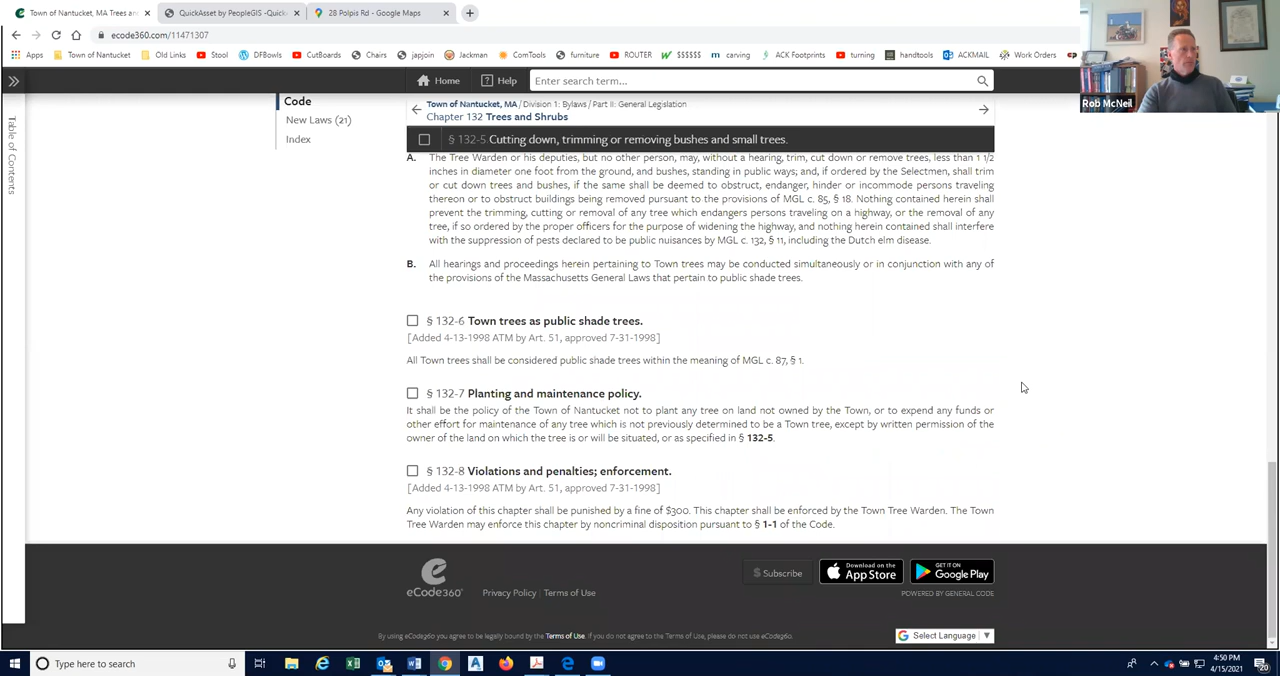 Town of Nantucket, MA Trees and
QuickAsset by PeopleGIS -Quick
28 Polpis Rd - Google Maps
ecode360.com/11471307
Apps
Town of Nantucket
Old Links
Stool
DFBowls
CutBoards
Chairs
japjoin
Jackman
ComTools
furniture
ROUTER
$$$$$$
carving
ACK Footprints
turning
handtools
ACKMAIL
Work Orders
Rob McNeil
Home
Help
Enter search term...
Table of Contents
Code
New Laws (21)
Index
Town of Nantucket, MA / Division 1: Bylaws / Part II: General Legislation
Chapter 132 Trees and Shrubs
§ 132-5 Cutting down, trimming or removing bushes and small trees.
A. The Tree Warden or his deputies, but no other person, may, without a hearing, trim, cut down or remove trees, less than 1 1/2
inches in diameter one foot from the ground, and bushes, standing in public ways; and, if ordered by the Selectmen, shall trim
or cut down trees and bushes, if the same shall be deemed to obstruct, endanger, hinder or incommode persons traveling
thereon or to obstruct buildings being removed pursuant to the provisions of MGL c. 85, § 18. Nothing contained herein shall
prevent the trimming, cutting or removal of any tree which endangers persons traveling on a highway, or the removal of any
tree, if so ordered by the proper officers for the purpose of widening the highway, and nothing herein contained shall interfere
with the suppression of pests declared to be public nuisances by MGL c. 132, § 11, including the Dutch elm disease.
B. All hearings and proceedings herein pertaining to Town trees may be conducted simultaneously or in conjunction with any of
the provisions of the Massachusetts General Laws that pertain to public shade trees.
§ 132-6 Town trees as public shade trees.
[Added 4-13-1998 ATM by Art. 51, approved 7-31-1998]
All Town trees shall be considered public shade trees within the meaning of MGL c. 87, § 1.
§ 132-7 Planting and maintenance policy.
It shall be the policy of the Town of Nantucket not to plant any tree on land not owned by the Town, or to expend any funds or
other effort for maintenance of any tree which is not previously determined to be a Town tree, except by written permission of the
owner of the land on which the tree is or will be situated, or as specified in § 132-5.
§ 132-8 Violations and penalties; enforcement.
[Added 4-13-1998 ATM by Art. 51, approved 7-31-1998]
Any violation of this chapter shall be punished by a fine of $300. This chapter shall be enforced by the Town Tree Warden. The Town
Tree Warden may enforce this chapter by noncriminal disposition pursuant to § 1-1 of the Code.
eCode360®
Privacy Policy | Terms of Use
$ Subscribe
Download on the App Store
GET IT ON Google Play
POWERED BY GENERAL CODE
By using eCode360 you agree to be legally bound by the Terms of Use. If you do not agree to the Terms of Use, please do not use eCode360.
Select Language
Type here to search
4:50 PM
4/15/2021
20